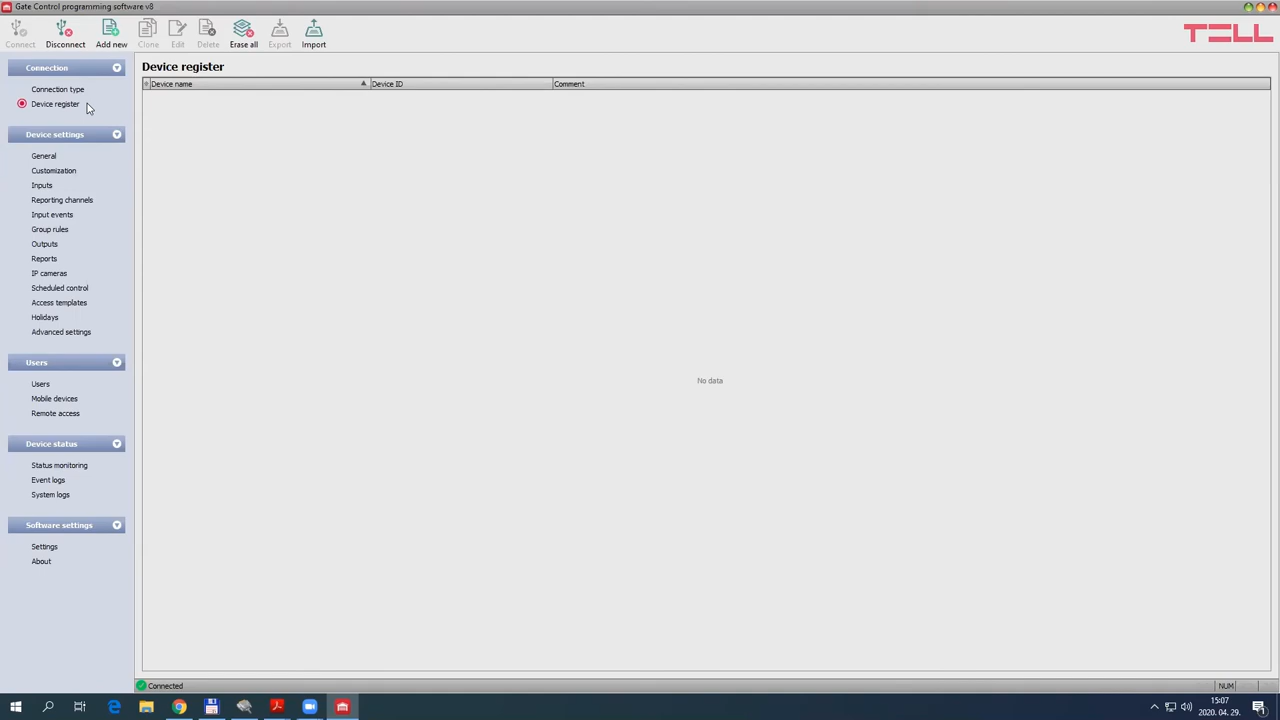 Gate Control programming software v8
Connect
Disconnect
Add new
Clone
Edit
Delete
Erase all
Export
Import
TELL
Connection
Connection type
Device register
Device settings
General
Customization
Inputs
Reporting channels
Input events
Group rules
Outputs
Reports
IP cameras
Scheduled control
Access templates
Holidays
Advanced settings
Users
Users
Mobile devices
Remote access
Device status
Status monitoring
Event logs
System logs
Software settings
Settings
About
Device register
Device name
Device ID
Comment
No data
Connected
NUM
15:07
2020. 04. 29.